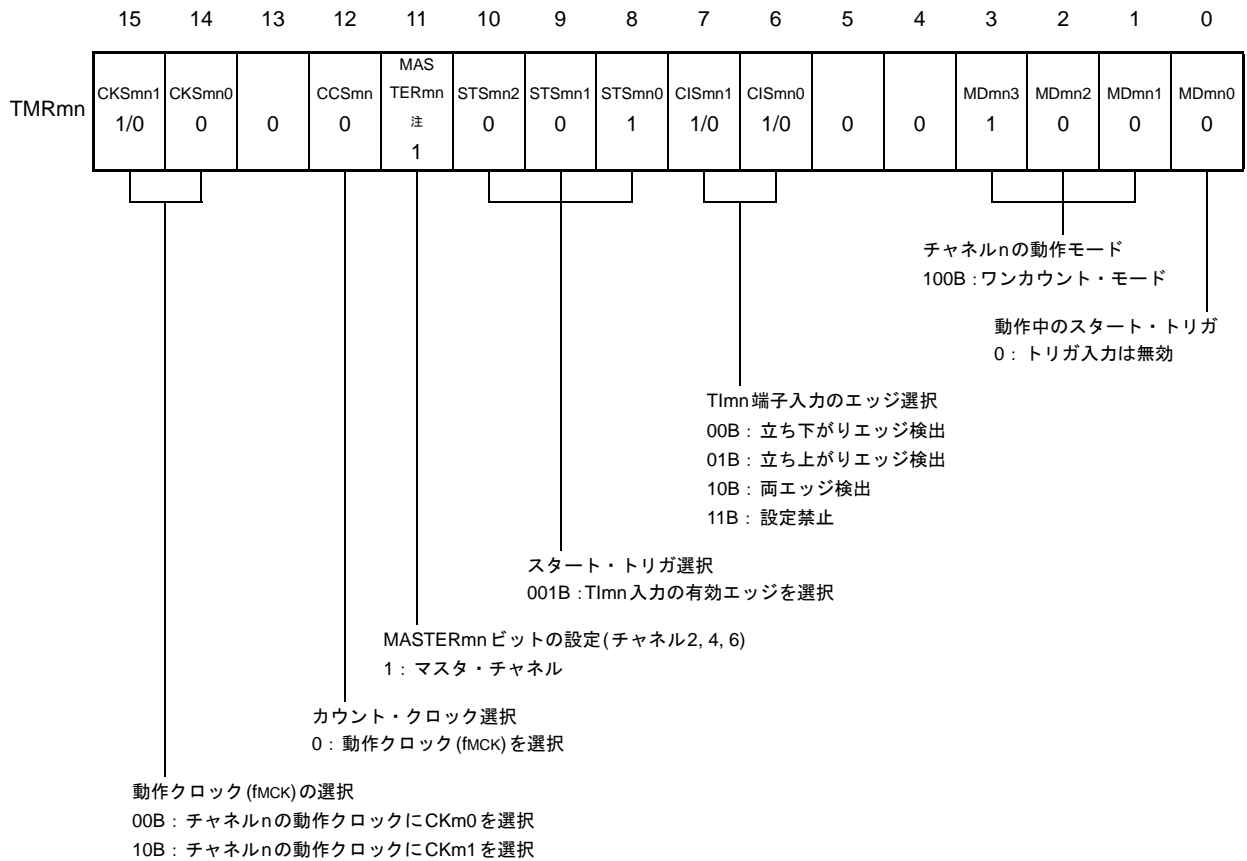 15 14 13 12 11 10 9 8 7 6 5 4 3 2 1 0
TMRmn
CKSmn1 CKSmn0 CCSmn MAS TERmn 注 STSmn2 STSmn1 STSmn0 CISmn1 CISmn0 MDmn3 MDmn2 MDmn1 MDmn0
1/0 0 0 0 1 0 0 1 1/0 1/0 0 0 1 0 0 0
チャネルnの動作モード
100B：ワンカウント・モード
動作中のスタート・トリガ
0：トリガ入力は無効
TImn端子入力のエッジ選択
00B：立ち下がりエッジ検出
01B：立ち上がりエッジ検出
10B：両エッジ検出
11B：設定禁止
スタート・トリガ選択
001B：TImn入力の有効エッジを選択
MASTERmnビットの設定(チャネル2, 4, 6)
1：マスタ・チャネル
カウント・クロック選択
0：動作クロック(fMCK)を選択
動作クロック(fMCK)の選択
00B：チャネルnの動作クロックにCKm0を選択
10B：チャネルnの動作クロックにCKm1を選択